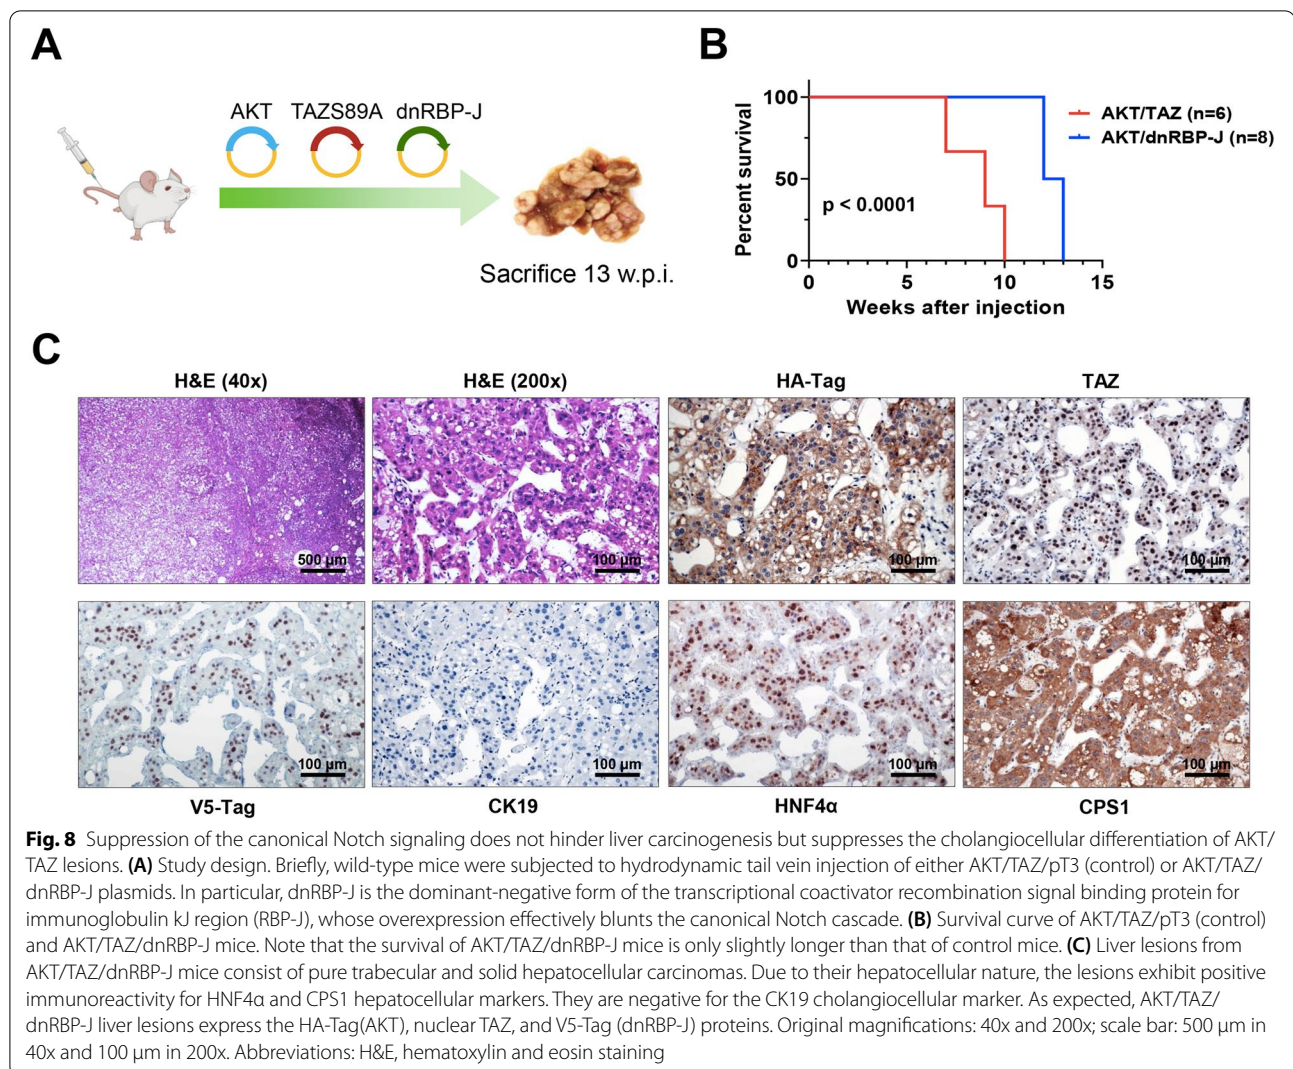 A
AKT TAZS89A dnRBP-J
Sacrifice 13 w.p.i.
B
Percent survival
100
50
0
0 5 10 15
Weeks after injection
p < 0.0001
AKT/TAZ (n=6)
AKT/dnRBP-J (n=8)
C
H&E (40x) H&E (200x) HA-Tag TAZ
500 μm 100 μm 100 μm 100 μm
100 μm 100 μm 100 μm 100 μm
V5-Tag CK19 HNF4α CPS1
Fig. 8 Suppression of the canonical Notch signaling does not hinder liver carcinogenesis but suppresses the cholangiocellular differentiation of AKT/
TAZ lesions. (A) Study design. Briefly, wild-type mice were subjected to hydrodynamic tail vein injection of either AKT/TAZ/pT3 (control) or AKT/TAZ/
dnRBP-J plasmids. In particular, dnRBP-J is the dominant-negative form of the transcriptional coactivator recombination signal binding protein for
immunoglobulin kJ region (RBP-J), whose overexpression effectively blunts the canonical Notch cascade. (B) Survival curve of AKT/TAZ/pT3 (control)
and AKT/TAZ/dnRBP-J mice. Note that the survival of AKT/TAZ/dnRBP-J mice is only slightly longer than that of control mice. (C) Liver lesions from
AKT/TAZ/dnRBP-J mice consist of pure trabecular and solid hepatocellular carcinomas. Due to their hepatocellular nature, the lesions exhibit positive
immunoreactivity for HNF4α and CPS1 hepatocellular markers. They are negative for the CK19 cholangiocellular marker. As expected, AKT/TAZ/
dnRBP-J liver lesions express the HA-Tag(AKT), nuclear TAZ, and V5-Tag (dnRBP-J) proteins. Original magnifications: 40x and 200x; scale bar: 500 μm in
40x and 100 μm in 200x. Abbreviations: H&E, hematoxylin and eosin staining